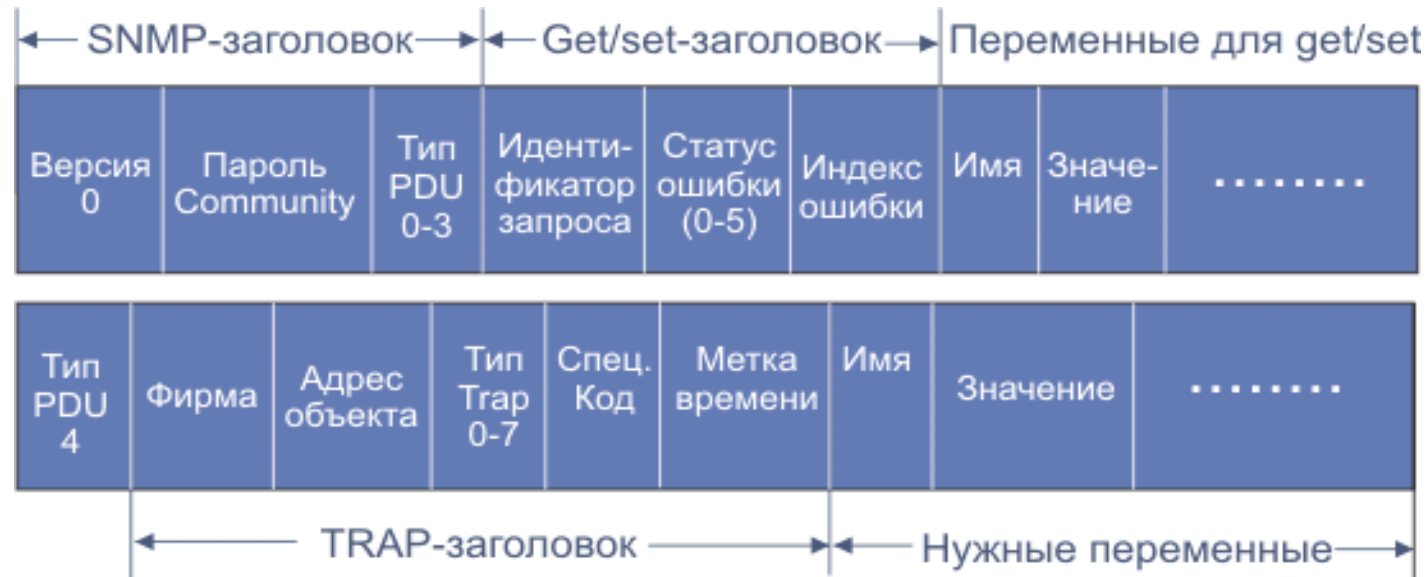 SNMP-заголовок
Get/set-заголовок
Переменные для get/set
Версия
0
Пароль
Community
Тип
PDU
0-3
Иденти-
фикатор
запроса
Статус
ошибки
(0-5)
Индекс
ошибки
Имя
Значе-
ние
........
Тип
PDU
4
Фирма
Адрес
объекта
Тип
Trap
0-7
Спец.
Код
Метка
времени
Имя
Значение
........
TRAP-заголовок
Нужные переменные